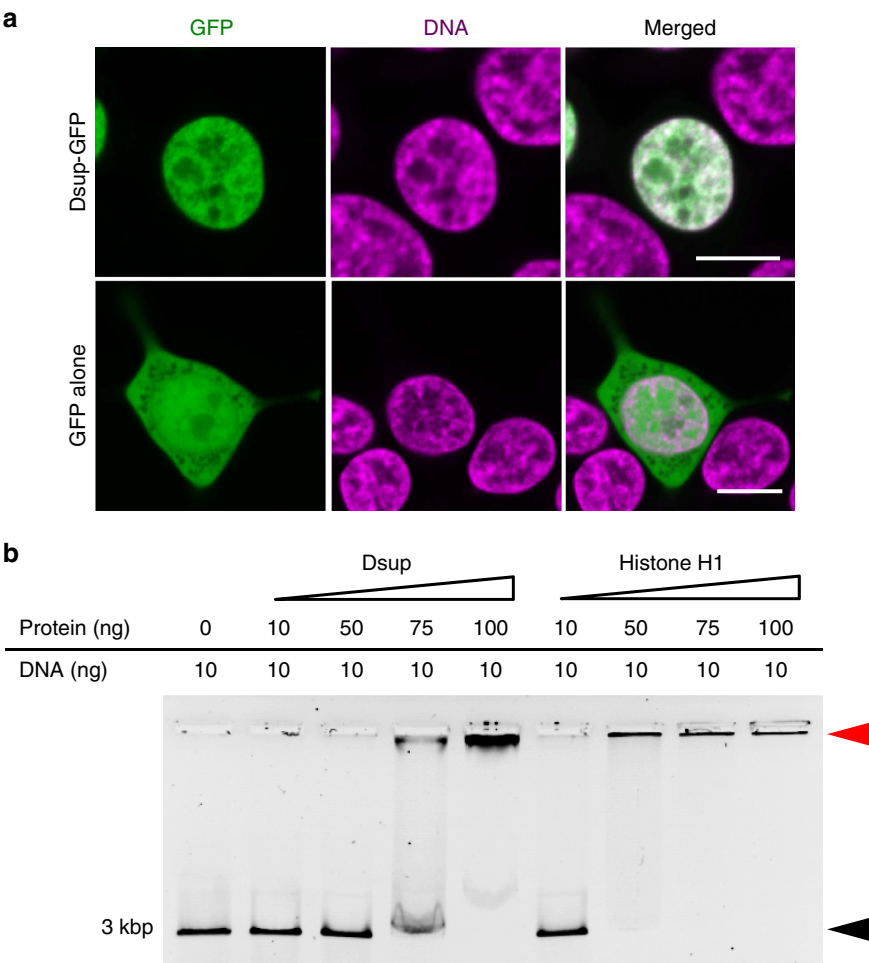 a
GFP DNA Merged
Dsup-GFP
GFP alone
b
Dsup Histone H1
Protein (ng) 0 10 50 75 100 10 50 75 100
DNA (ng) 10 10 10 10 10 10 10 10 10
3 kbp